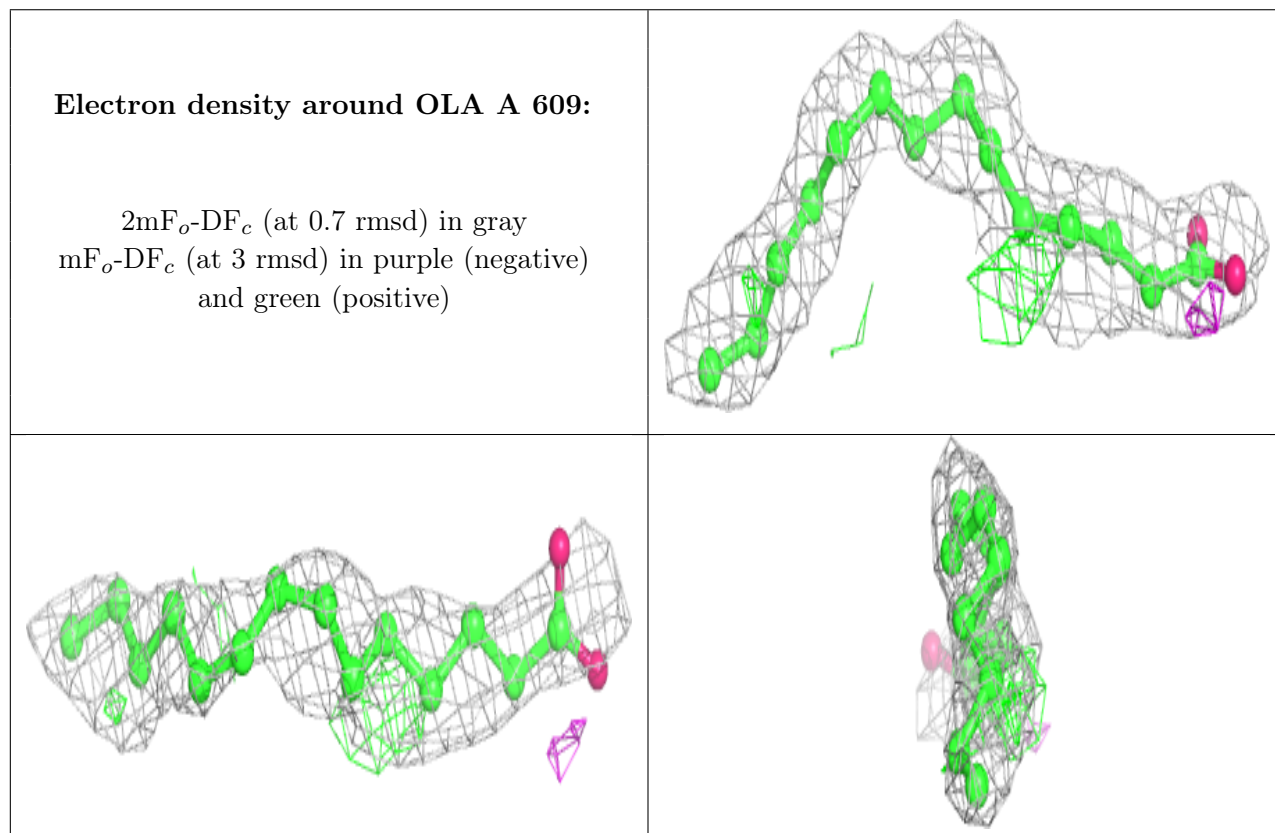 Electron density around OLA A 609:
2mFo-DFc (at 0.7 rmsd) in gray
mFo-DFc (at 3 rmsd) in purple (negative)
and green (positive)